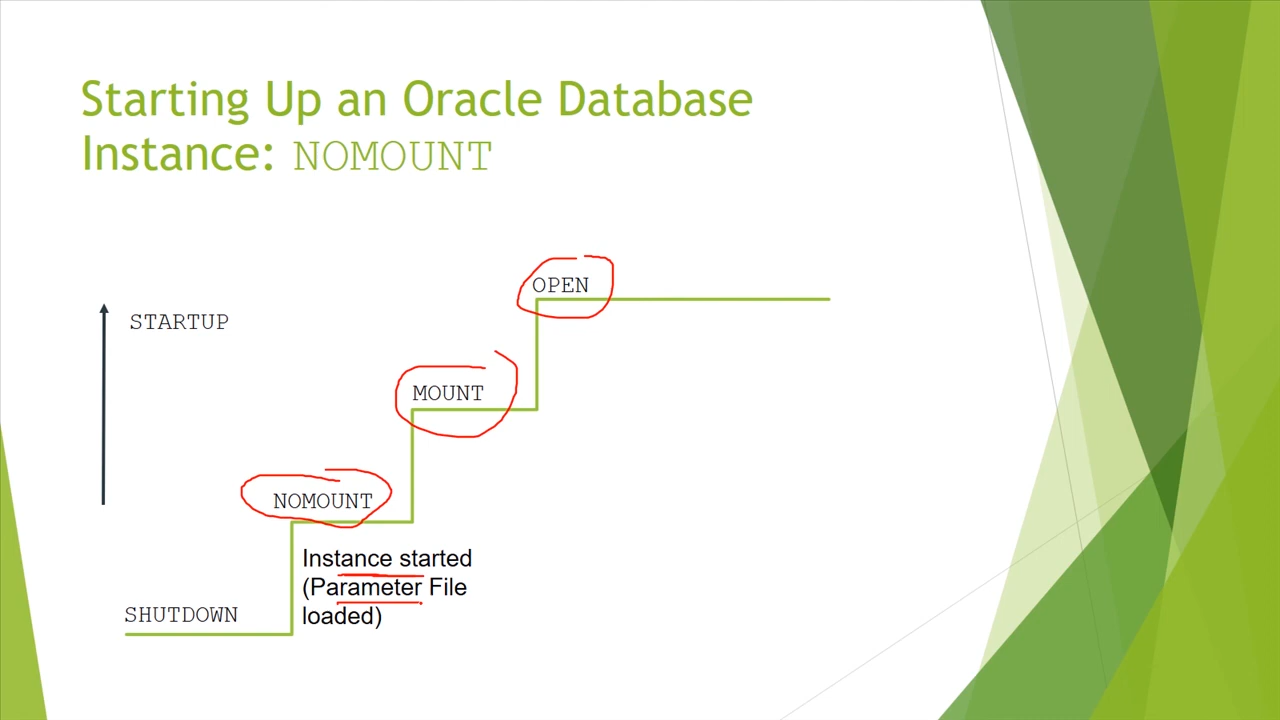 Starting Up an Oracle Database
Instance: NOMOUNT
OPEN
STARTUP
MOUNT
NOMOUNT
Instance started
(Parameter File
loaded)
SHUTDOWN